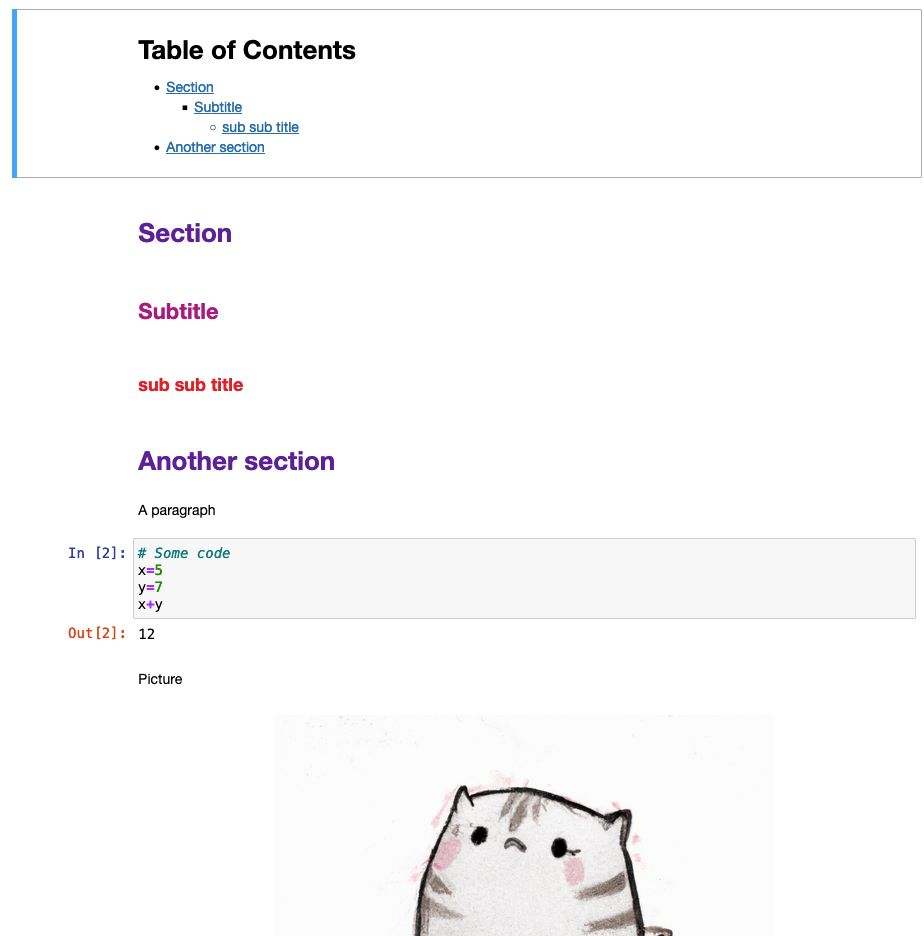 Table of Contents
Section
Subtitle
sub sub title
Another section
Section
Subtitle
sub sub title
Another section
A paragraph
In [2]: # Some code
x=5
y=7
x+y
Out[2]: 12
Picture